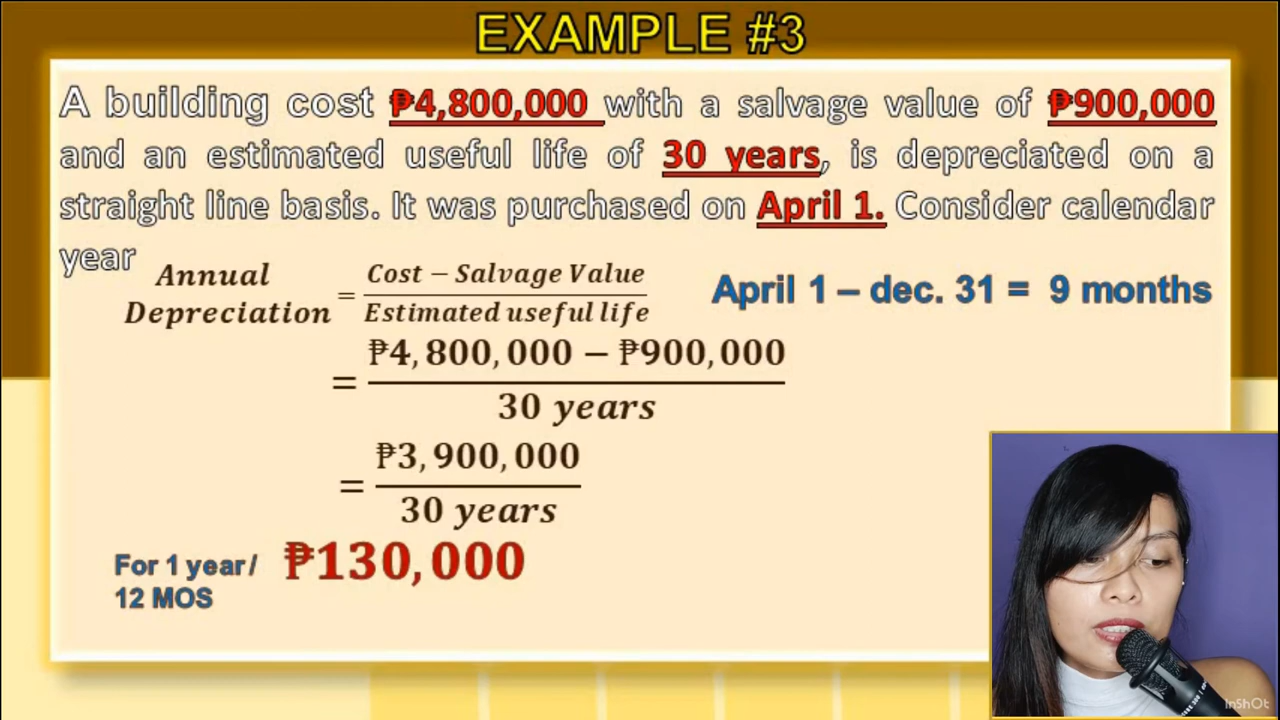 EXAMPLE #3
A building cost ₱4,800,000 with a salvage value of ₱900,000
and an estimated useful life of 30 years, is depreciated on a
straight line basis. It was purchased on April 1. Consider calendar
year
Annual
Depreciation
= Cost − Salvage Value
Estimated useful life
April 1 – dec. 31 = 9 months
= ₱4,800,000 − ₱900,000
30 years
= ₱3,900,000
30 years
For 1 year/
12 MOS
₱130,000
InShOt